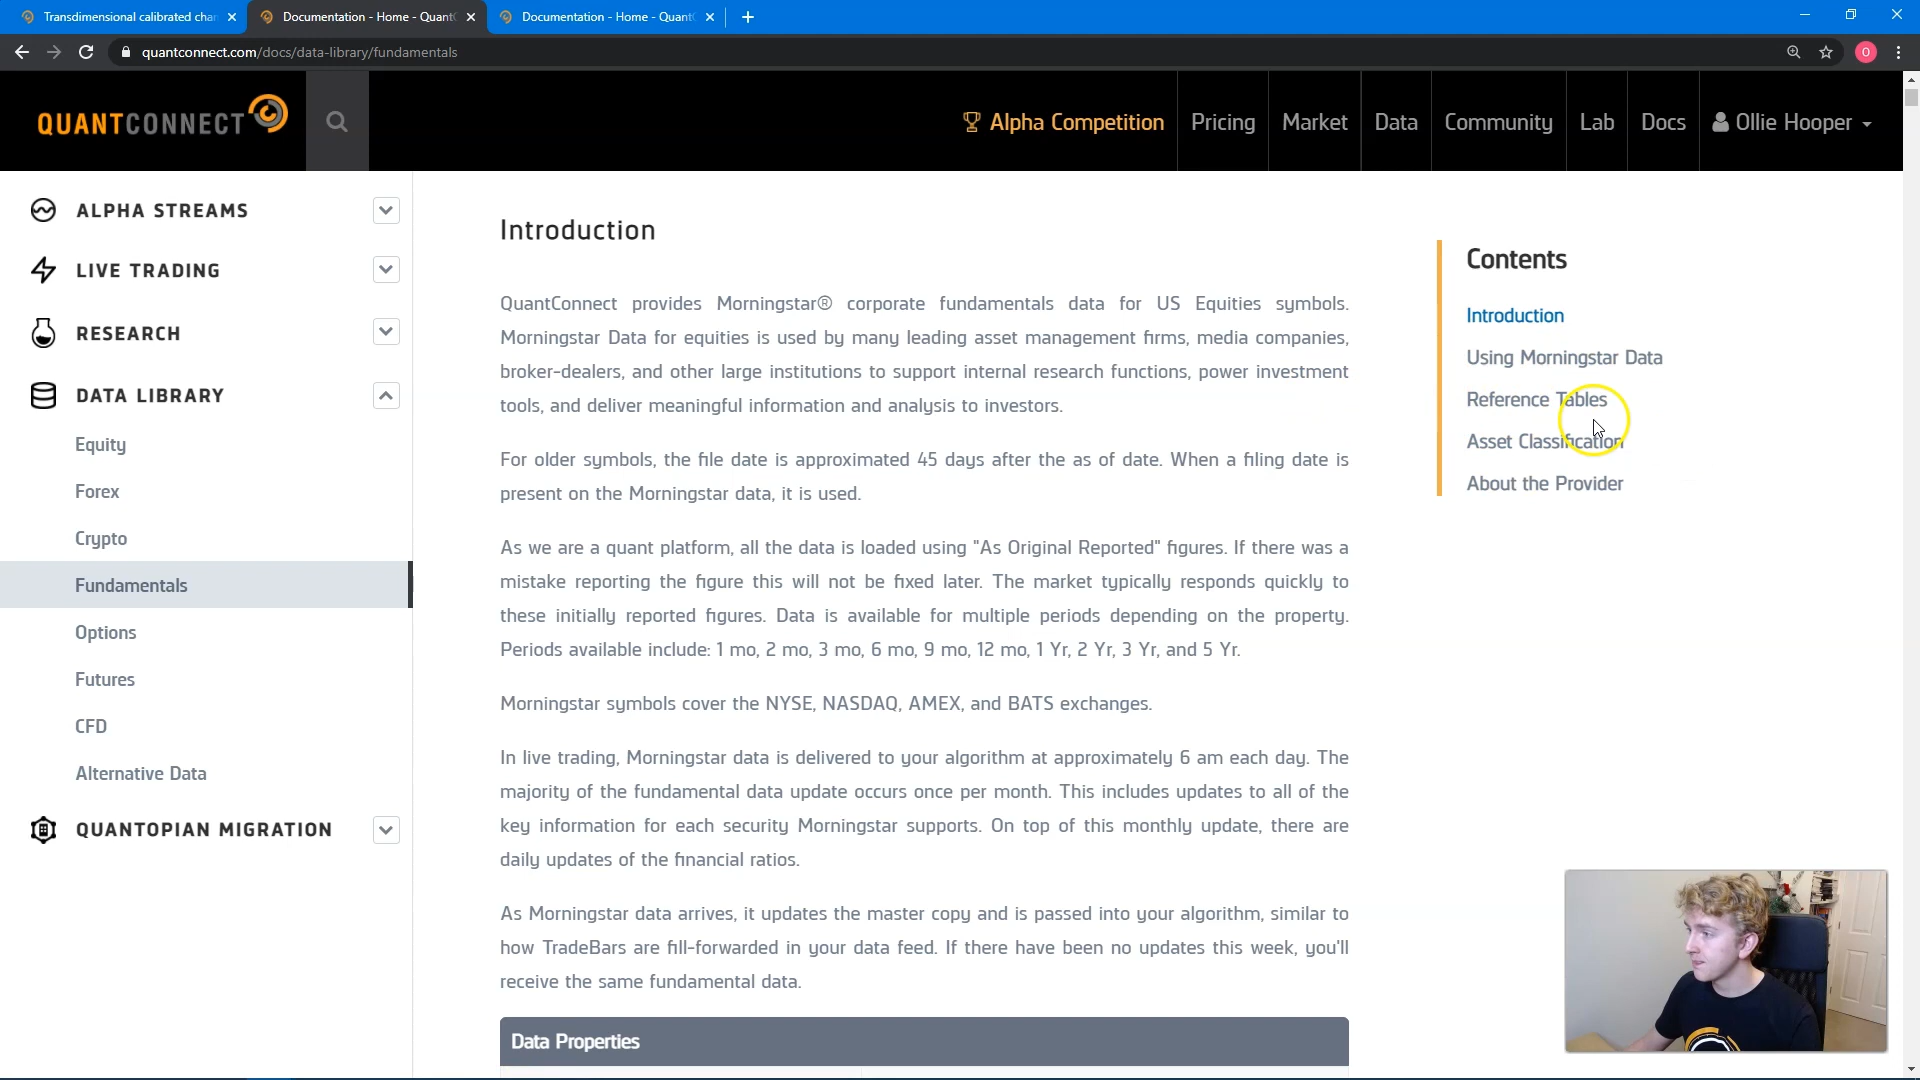 Transdimensional calibrated chan
Documentation - Home - Quant
Documentation - Home - Quant
quantconnect.com/docs/data-library/fundamentals
O
QUANTCONNECT
Alpha Competition
Pricing
Market
Data
Community
Lab
Docs
Ollie Hooper
ALPHA STREAMS
LIVE TRADING
RESEARCH
DATA LIBRARY
Equity
Forex
Crypto
Fundamentals
Options
Futures
CFD
Alternative Data
QUANTOPIAN MIGRATION
Introduction
QuantConnect provides Morningstar® corporate fundamentals data for US Equities symbols.
Morningstar Data for equities is used by many leading asset management firms, media companies,
broker-dealers, and other large institutions to support internal research functions, power investment
tools, and deliver meaningful information and analysis to investors.
For older symbols, the file date is approximated 45 days after the as of date. When a filing date is
present on the Morningstar data, it is used.
As we are a quant platform, all the data is loaded using "As Original Reported" figures. If there was a
mistake reporting the figure this will not be fixed later. The market typically responds quickly to
these initially reported figures. Data is available for multiple periods depending on the property.
Periods available include: 1 mo, 2 mo, 3 mo, 6 mo, 9 mo, 12 mo, 1 Yr, 2 Yr, 3 Yr, and 5 Yr.
Morningstar symbols cover the NYSE, NASDAQ, AMEX, and BATS exchanges.
In live trading, Morningstar data is delivered to your algorithm at approximately 6 am each day. The
majority of the fundamental data update occurs once per month. This includes updates to all of the
key information for each security Morningstar supports. On top of this monthly update, there are
daily updates of the financial ratios.
As Morningstar data arrives, it updates the master copy and is passed into your algorithm, similar to
how TradeBars are fill-forwarded in your data feed. If there have been no updates this week, you'll
receive the same fundamental data.
Data Properties
Contents
Introduction
Using Morningstar Data
Reference Tables
Asset Classification
About the Provider